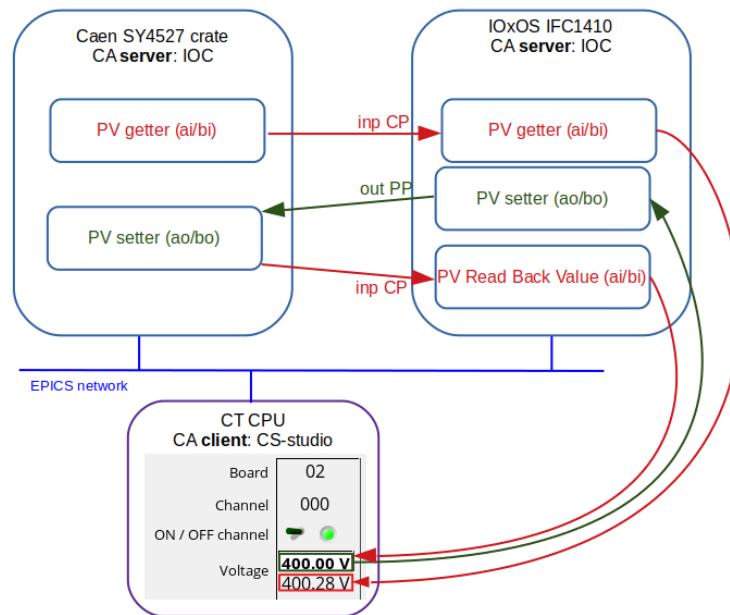 Caen SY4527 crate
CA server: IOC
PV getter (ai/bi)
PV setter (ao/bo)
inp CP
out PP
inp CP
IOxOS IFC1410
CA server: IOC
PV getter (ai/bi)
PV setter (ao/bo)
PV Read Back Value (ai/bi)
EPICS network
CT CPU
CA client: CS-studio
Board 02
Channel 000
ON / OFF channel
Voltage 400.00 V
400.28 V